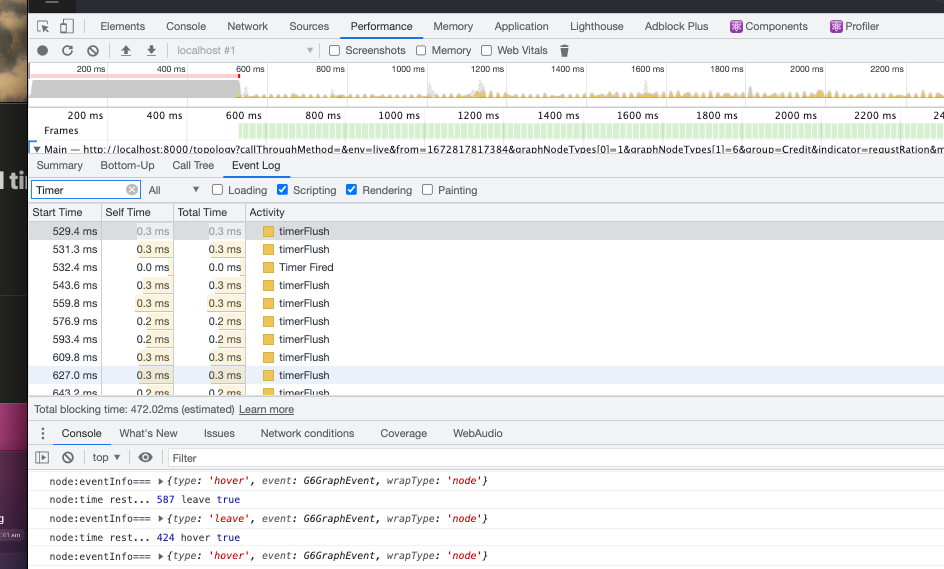 Elements Console Network Sources Performance Memory Application Lighthouse Adblock Plus Components Profiler
localhost #1 Screenshots Memory Web Vitals
200 ms 400 ms 600 ms 800 ms 1000 ms 1200 ms 1400 ms 1600 ms 1800 ms 2000 ms 2200 ms
200 ms 400 ms 600 ms 800 ms 1000 ms 1200 ms 1400 ms 1600 ms 1800 ms 2000 ms 2200 ms 24
Frames
Main — http://localhost:8000/topology?callThroughMethod=&env=live&from=1672817817384&graphNodeTypes[0]=1&graphNodeTypes[1]=6&group=Credit&indicator=requstRation&m
Summary Bottom-Up Call Tree Event Log
Timer All Loading Scripting Rendering Painting
Start Time Self Time Total Time Activity
529.4 ms 0.3 ms 0.3 ms timerFlush
531.3 ms 0.3 ms 0.3 ms timerFlush
532.4 ms 0.0 ms 0.0 ms Timer Fired
543.6 ms 0.3 ms 0.3 ms timerFlush
559.8 ms 0.3 ms 0.3 ms timerFlush
576.9 ms 0.2 ms 0.2 ms timerFlush
593.4 ms 0.2 ms 0.2 ms timerFlush
609.8 ms 0.3 ms 0.3 ms timerFlush
627.0 ms 0.3 ms 0.3 ms timerFlush
643.2 ms 0.2 ms 0.2 ms timerFlush
Total blocking time: 472.02ms (estimated) Learn more
Console What's New Issues Network conditions Coverage WebAudio
top Filter
node:eventInfo=== {type: 'hover', event: G6GraphEvent, wrapType: 'node'}
node:time rest... 587 leave true
node:eventInfo=== {type: 'leave', event: G6GraphEvent, wrapType: 'node'}
node:time rest... 424 hover true
node:eventInfo=== {type: 'hover', event: G6GraphEvent, wrapType: 'node'}